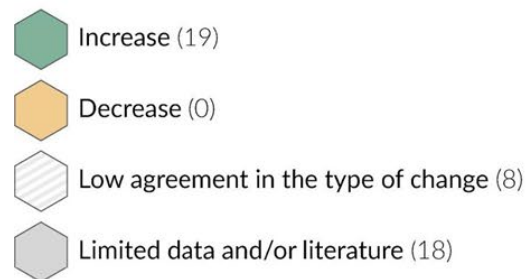 Increase (19)
Decrease (0)
Low agreement in the type of change (8)
Limited data and/or literature (18)